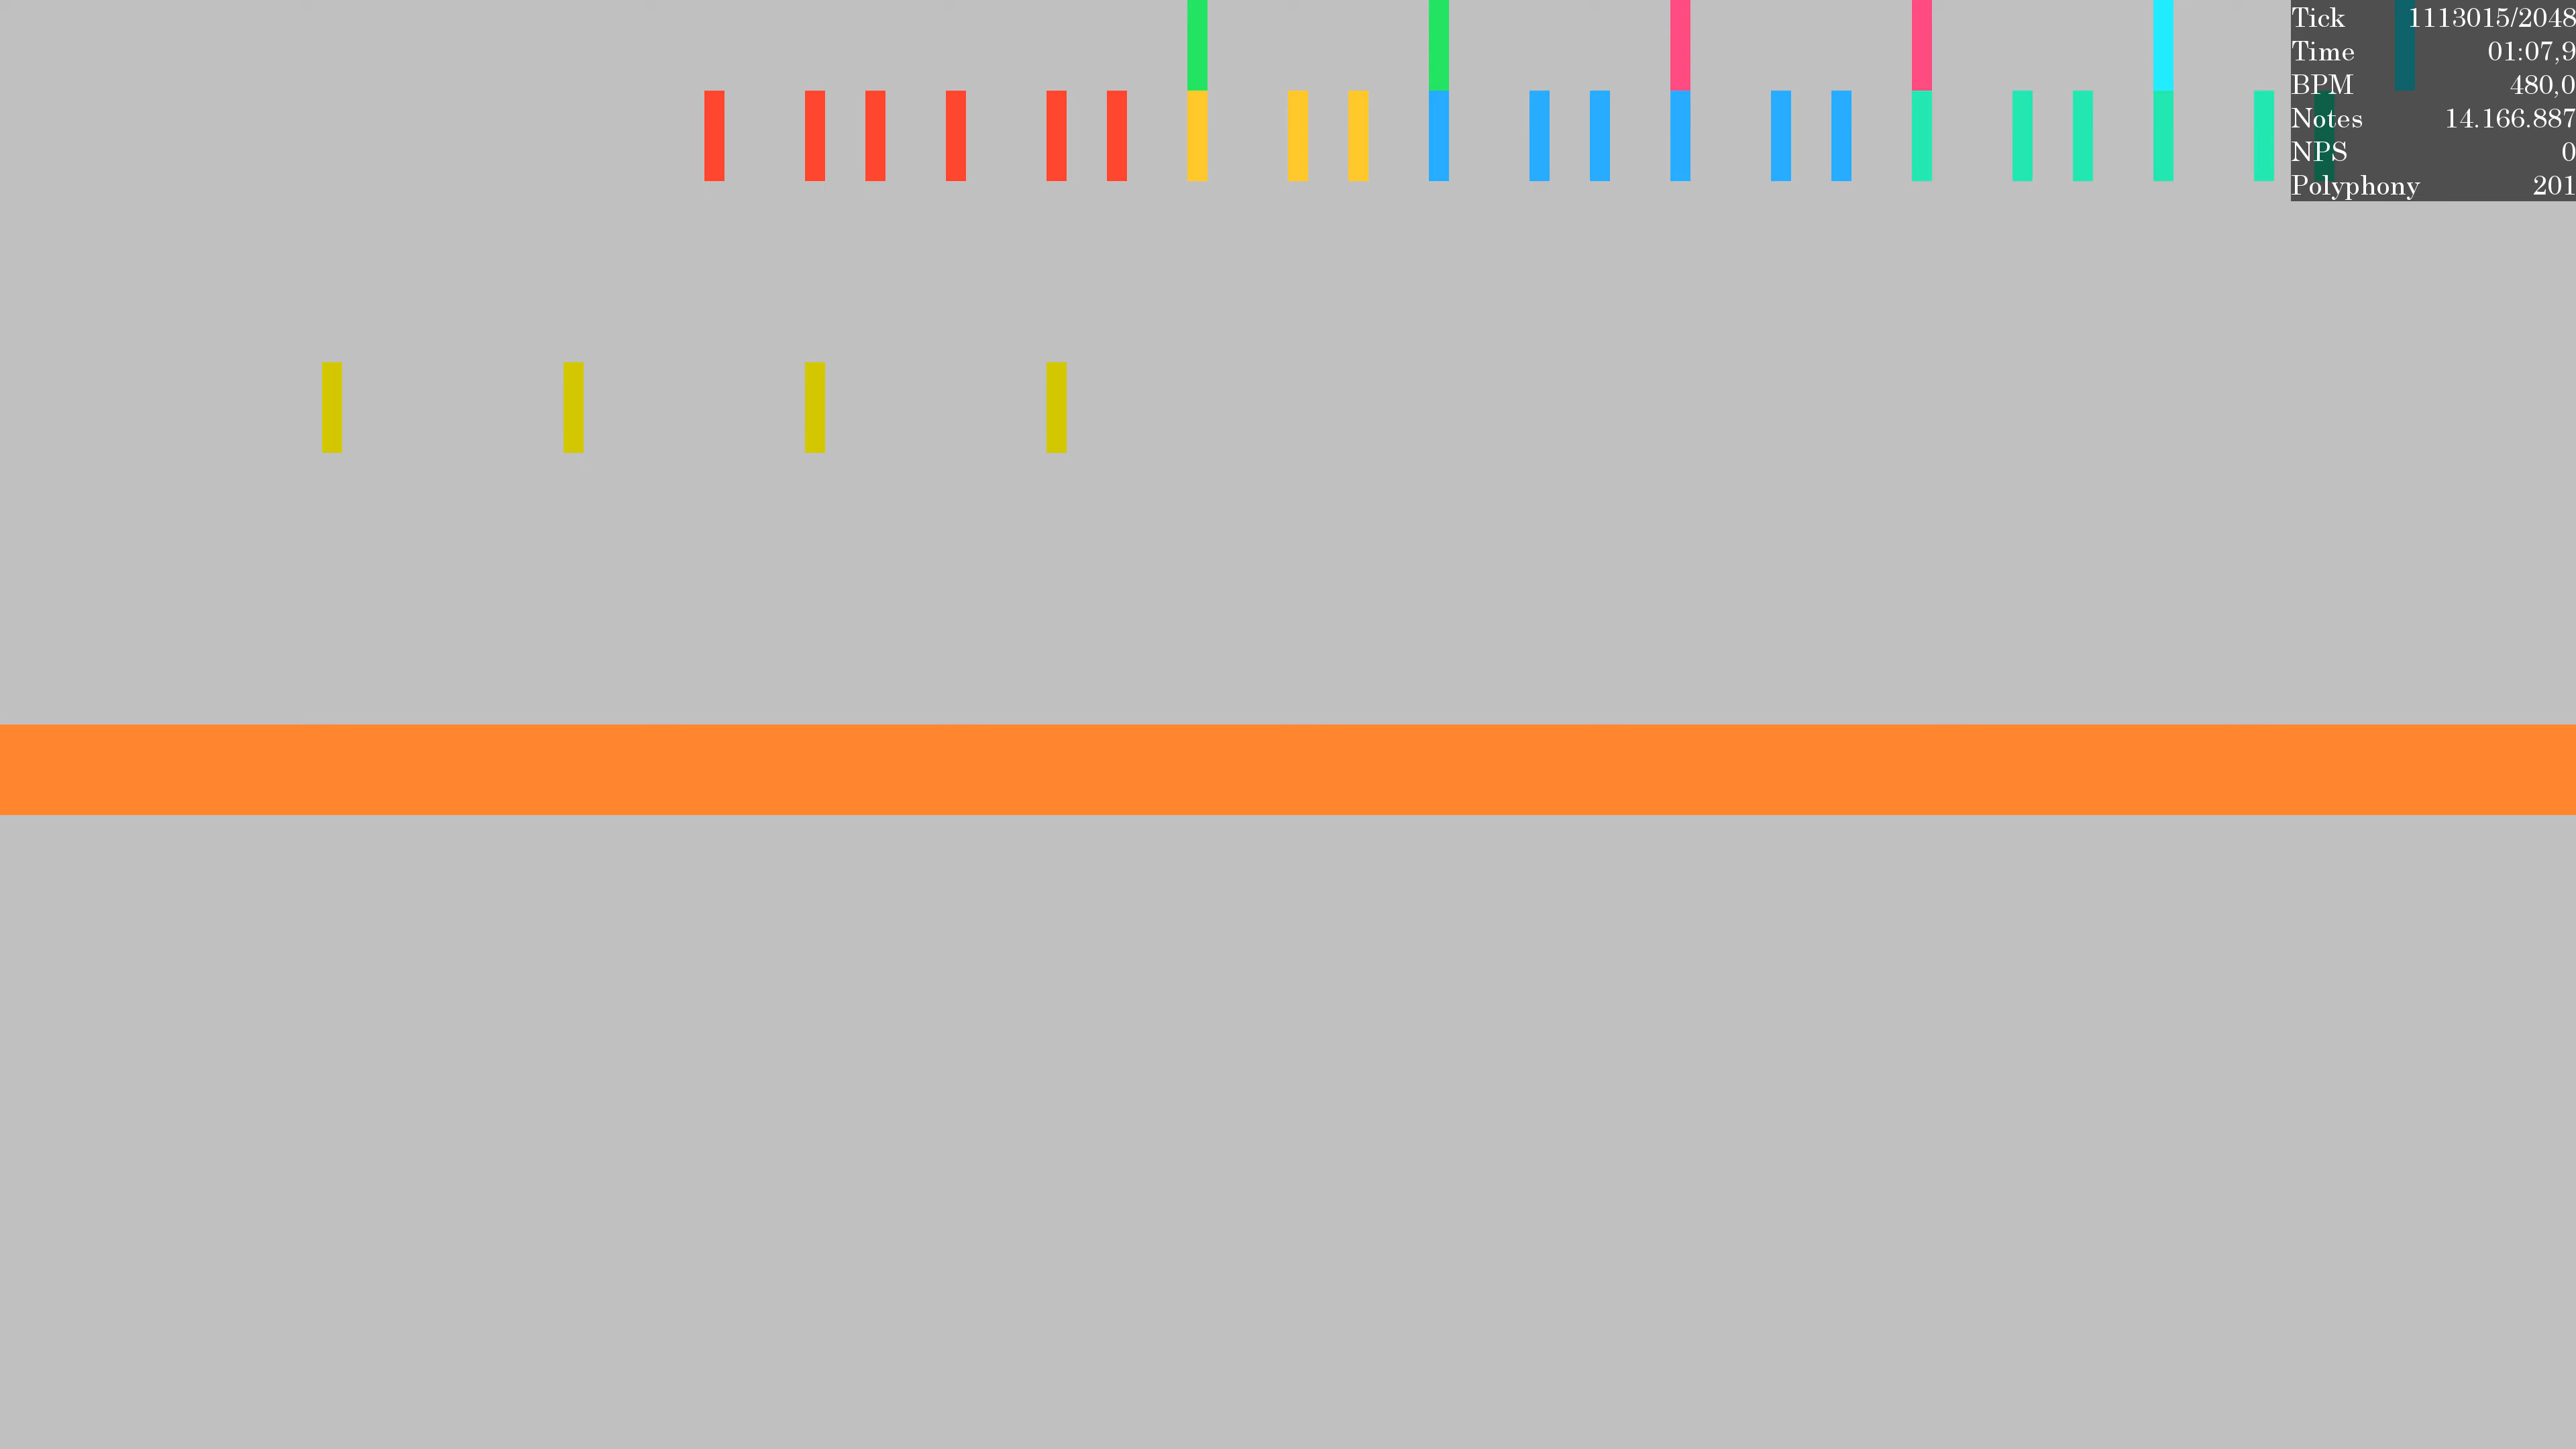 Tick 1113015/2048
Time 01:07,9
BPM 480,0
Notes 14.166.887
NPS 0
Polyphony 201